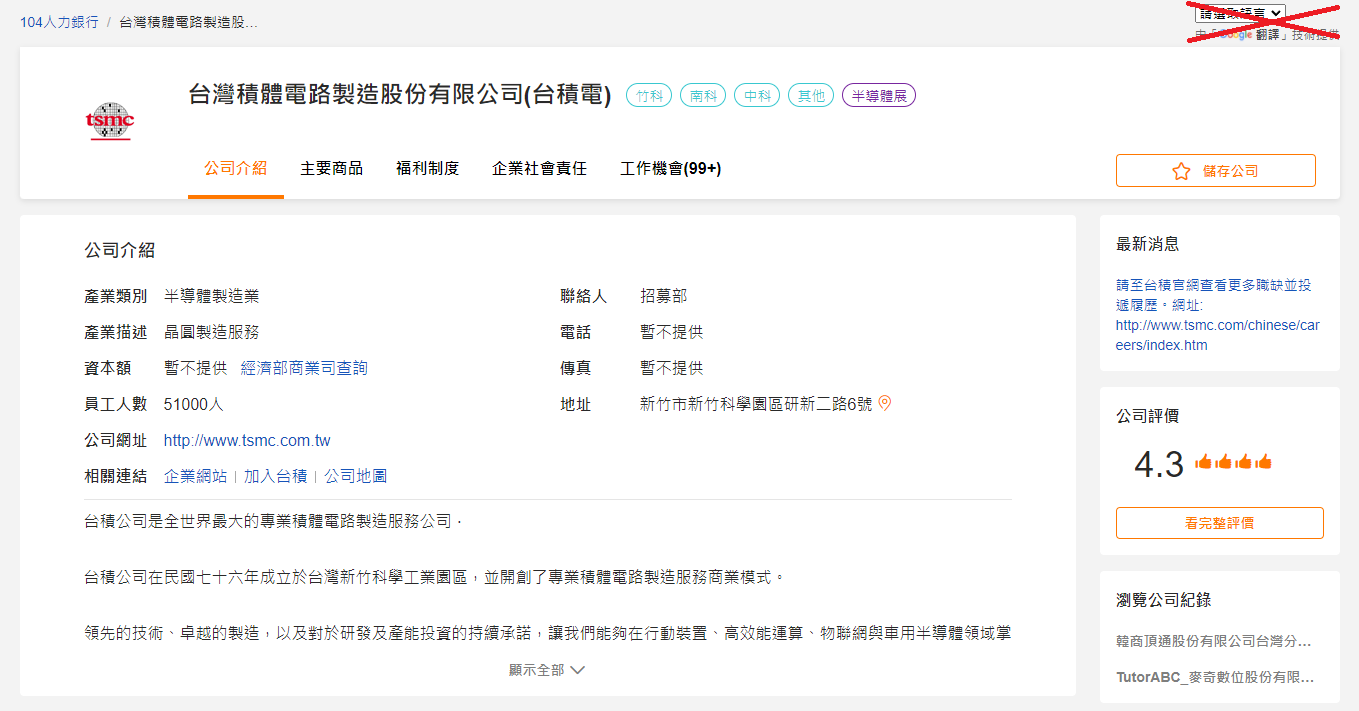 104人力銀行 / 台灣積體電路製造股...
請選取語言
由「Google 翻譯」技術提供
tsmc
台灣積體電路製造股份有限公司(台積電) 竹科 南科 中科 其他 半導體展
公司介紹 主要商品 福利制度 企業社會責任 工作機會(99+)
儲存公司
公司介紹
產業類別 半導體製造業 聯絡人 招募部
產業描述 晶圓製造服務 電話 暫不提供
資本額 暫不提供 經濟部商業司查詢 傳真 暫不提供
員工人數 51000人 地址 新竹市新竹科學園區研新二路6號
公司網址 http://www.tsmc.com.tw
相關連結 企業網站 | 加入台積 | 公司地圖
台積公司是全世界最大的專業積體電路製造服務公司．
台積公司在民國七十六年成立於台灣新竹科學工業園區，並開創了專業積體電路製造服務商業模式。
領先的技術、卓越的製造，以及對於研發及產能投資的持續承諾，讓我們能夠在行動裝置、高效能運算、物聯網與車用半導體領域掌
顯示全部
最新消息
請至台積官網查看更多職缺並投
遞履歷。網址:
http://www.tsmc.com/chinese/car
eers/index.htm
公司評價
4.3
看完整評價
瀏覽公司紀錄
韓商頂通股份有限公司台灣分...
TutorABC_麥奇數位股份有限...